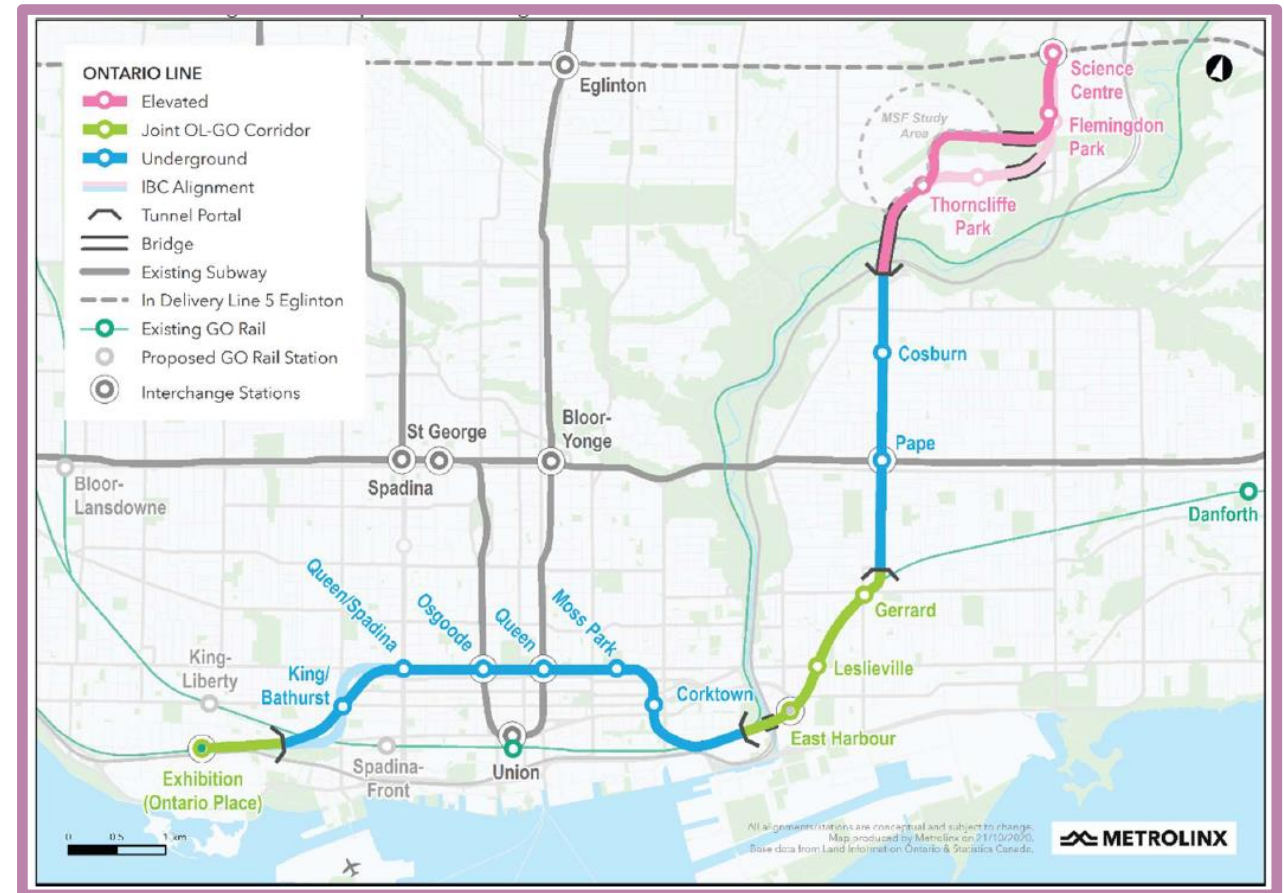 ONTARIO LINE
Elevated
Joint OL-GO Corridor
Underground
IBC Alignment
Tunnel Portal
Bridge
Existing Subway
In Delivery Line 5 Eglinton
Existing GO Rail
Proposed GO Rail Station
Interchange Stations
Eglinton
Science
Centre
Flemingdon
Park
MSF Study
Area
Thorncliffe
Park
Cosburn
Pape
Bloor-
Yonge
St George
Spadina
Bloor-
Lansdowne
Danforth
Gerrard
Leslieville
East Harbour
Corktown
Moss Park
Queen
Osgoode
Queen/Spadina
King/
Bathurst
King-
Liberty
Exhibition
(Ontario Place)
Spadina-
Front
Union
0 0.5 1 km
All alignments/stations are conceptual and subject to change.
Map produced by Metrolinx on 21/10/2020.
Base data from Land Information Ontario & Statistics Canada.
METROLINX